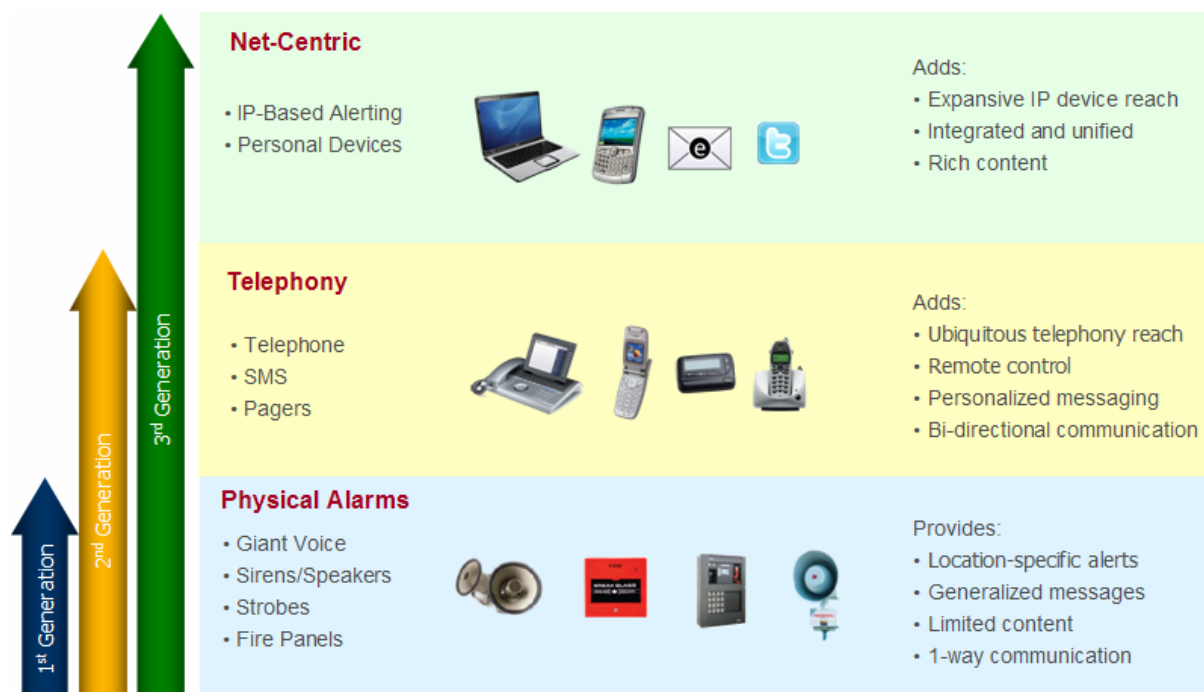 Net-Centric
• IP-Based Alerting
• Personal Devices
e
Adds:
• Expansive IP device reach
• Integrated and unified
• Rich content
Telephony
• Telephone
• SMS
• Pagers
Adds:
• Ubiquitous telephony reach
• Remote control
• Personalized messaging
• Bi-directional communication
Physical Alarms
• Giant Voice
• Sirens/Speakers
• Strobes
• Fire Panels
FIRE
BREAK GLASS
Provides:
• Location-specific alerts
• Generalized messages
• Limited content
• 1-way communication
1st Generation
2nd Generation
3rd Generation